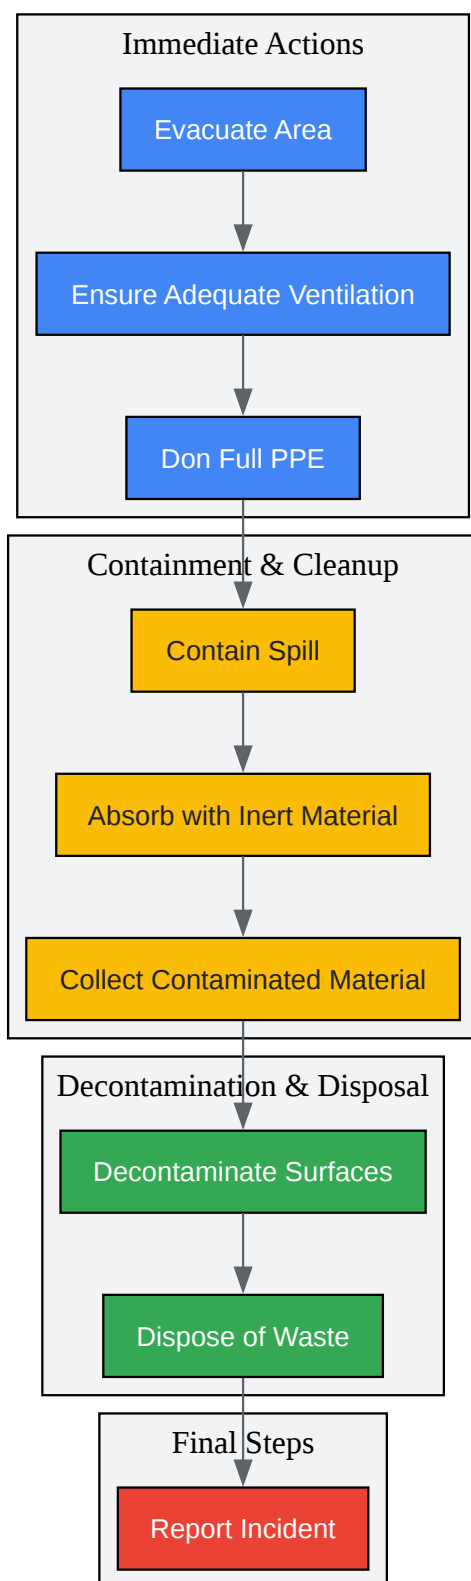 Immediate Actions
Evacuate Area
Ensure Adequate Ventilation
Don Full PPE
Containment & Cleanup
Contain Spill
Absorb with Inert Material
Collect Contaminated Material
Decontamination & Disposal
Decontaminate Surfaces
Dispose of Waste
Final Steps
Report Incident